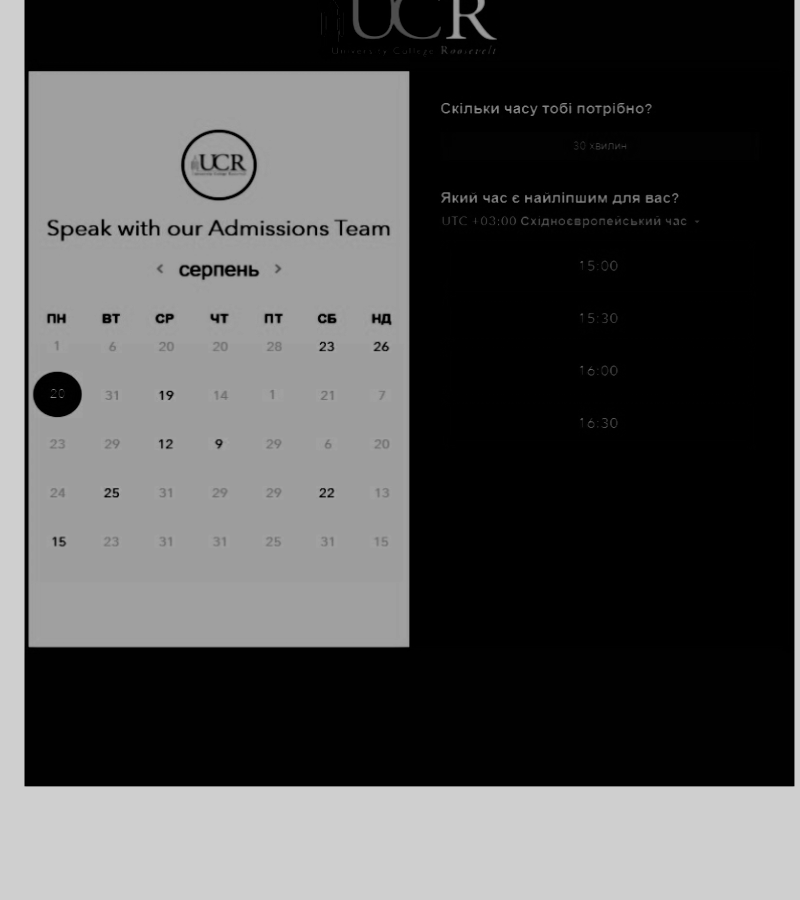 UCR
University College Roosevelt
UCR
Speak with our Admissions Team
‹ серпень ›
пн вт ср чт пт сб нд
1 6 20 20 28 23 26
20 31 19 14 1 21 7
23 29 12 9 29 6 20
24 25 31 29 29 22 13
15 23 31 31 25 31 15
Скільки часу тобі потрібно?
30 хвилин
Який час є найліпшим для вас?
UTC +03:00 Східноєвропейський час
15:00
15:30
16:00
16:30